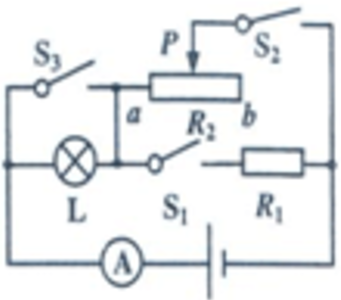 P S₂
S₃
a b
R₂
L S₁ R₁
A